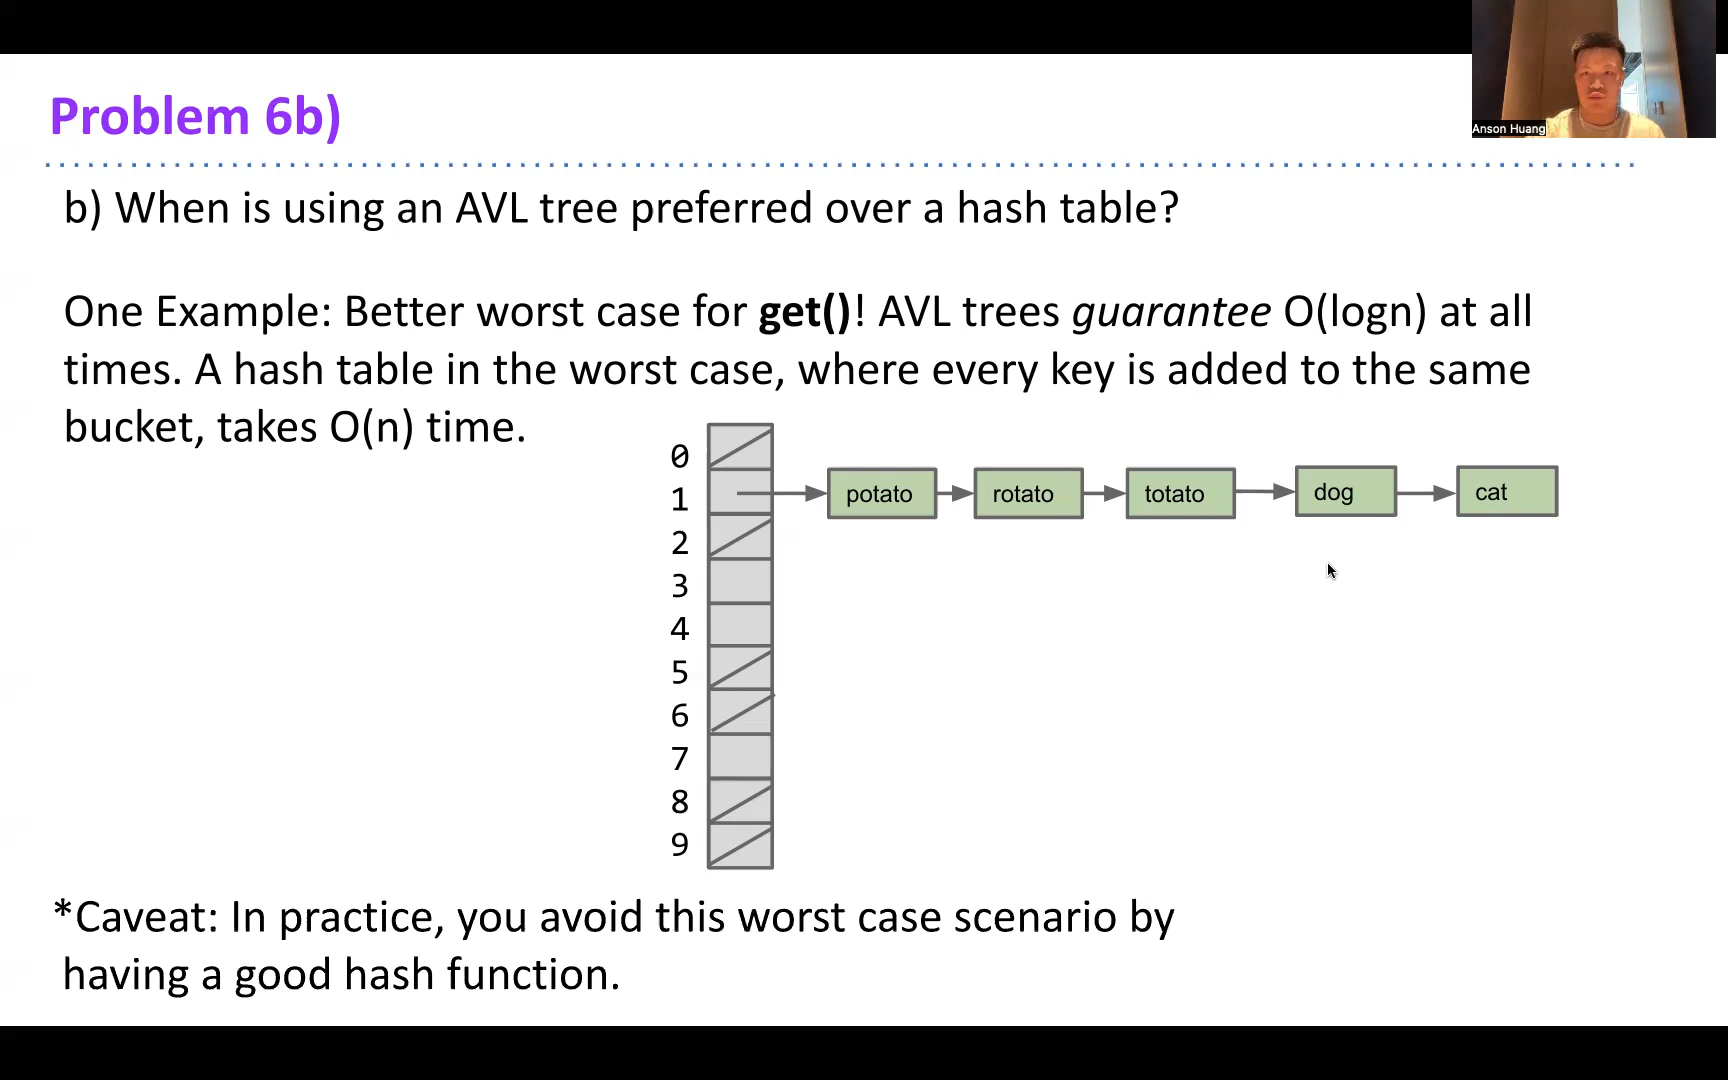 Problem 6b)
Anson Huang
b) When is using an AVL tree preferred over a hash table?
One Example: Better worst case for get()! AVL trees guarantee O(logn) at all
times. A hash table in the worst case, where every key is added to the same
bucket, takes O(n) time.
0
1 potato rotato totato dog cat
2
3
4
5
6
7
8
9
*Caveat: In practice, you avoid this worst case scenario by
having a good hash function.